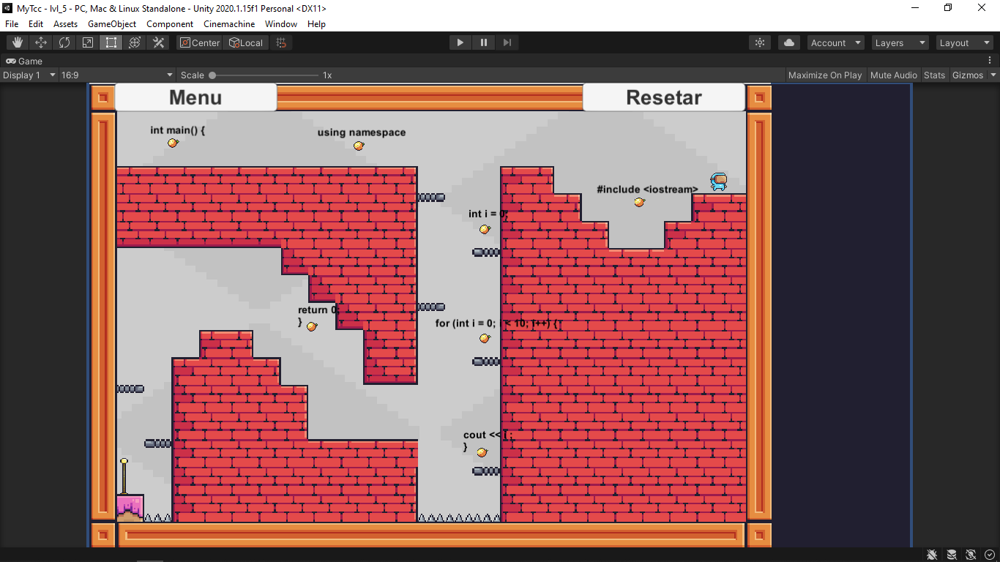 MyTcc - lvl_5 - PC, Mac & Linux Standalone - Unity 2020.1.15f1 Personal <DX11>
File Edit Assets GameObject Component Cinemachine Window Help
Center Local Account Layers Layout
Game
Display 1 16:9 Scale 1x Maximize On Play Mute Audio Stats Gizmos
Menu Resetar
int main() {
using namespace
#include <iostream>
int i = 0;
return 0;
}
for (int i = 0; i < 10; i++) {
cout << i ;
}